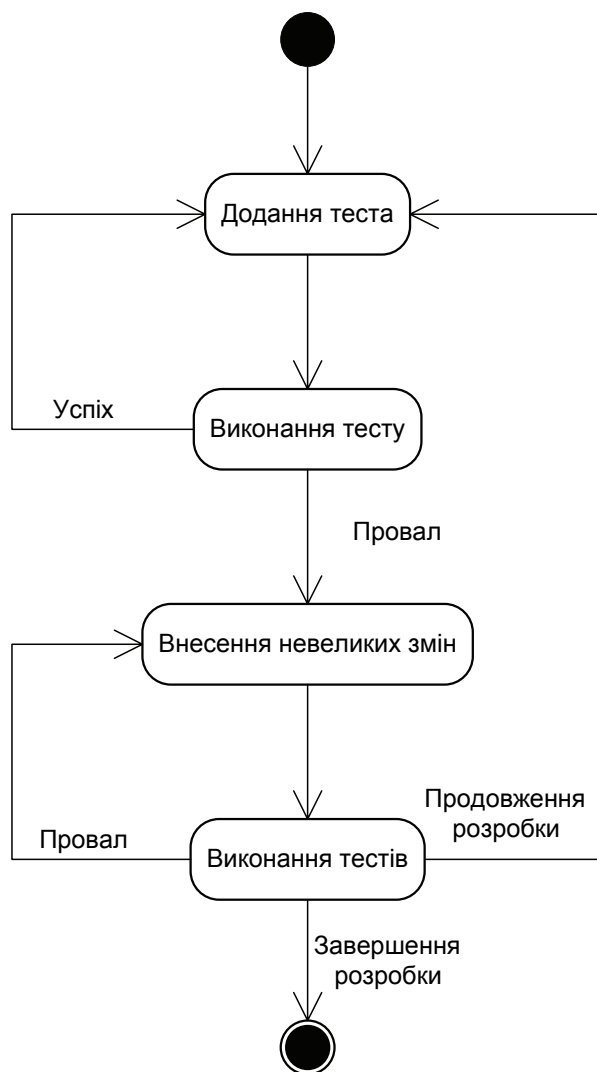 Додання теста
Успіх
Виконання тесту
Провал
Внесення невеликих змін
Продовження
розробки
Провал
Виконання тестів
Завершення
розробки